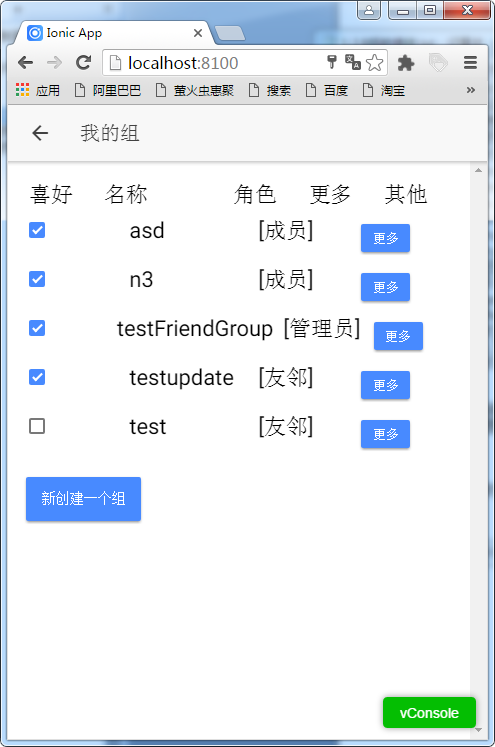 Ionic App
localhost:8100
应用 阿里巴巴 萤火虫惠聚 搜索 百度 淘宝 »
我的组
喜好 名称 角色 更多 其他
asd [成员] 更多
n3 [成员] 更多
testFriendGroup [管理员] 更多
testupdate [友邻] 更多
test [友邻] 更多
新创建一个组
vConsole